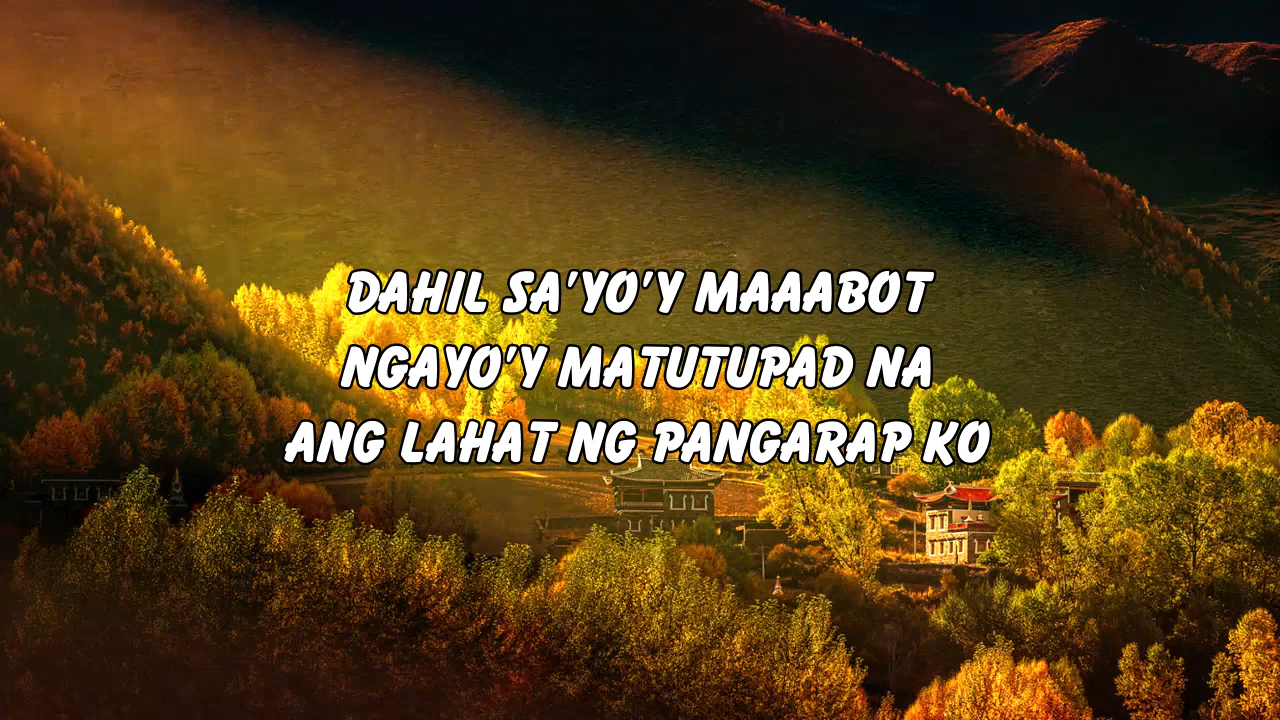 DAHIL SA'YO'Y MAAABOT
NGAYO'Y MATUTUPAD NA
ANG LAHAT NG PANGARAP KO